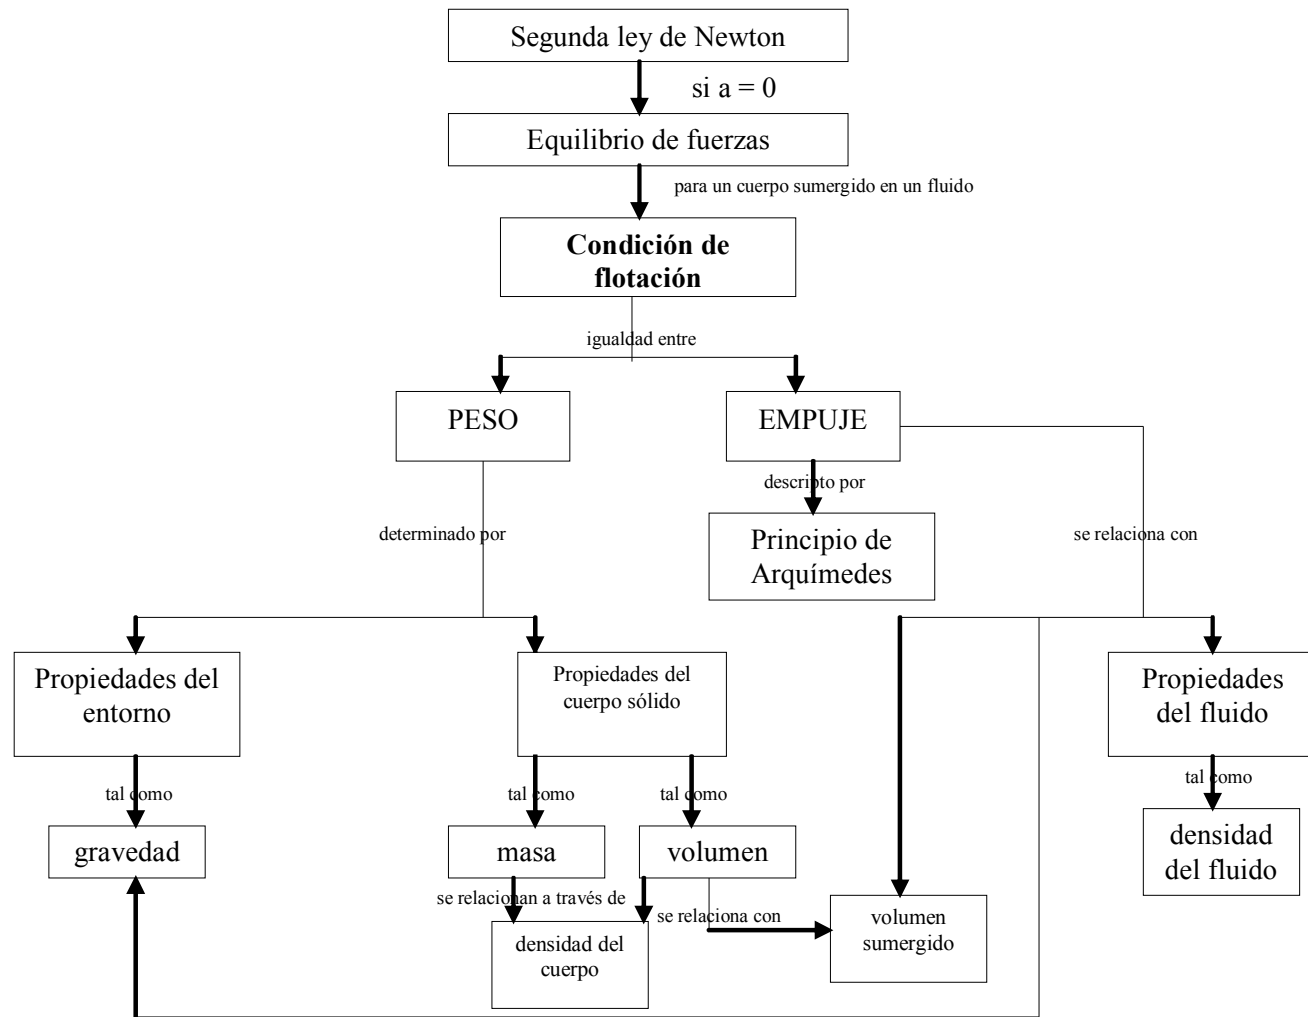 Segunda ley de Newton
si a = 0
Equilibrio de fuerzas
para un cuerpo sumergido en un fluido
Condición de
flotación
igualdad entre
PESO
EMPUJE
descripto por
determinado por
Principio de
Arquímedes
se relaciona con
Propiedades del
entorno
Propiedades del
cuerpo sólido
Propiedades
del fluido
tal como
tal como
tal como
tal como
gravedad
masa
volumen
densidad
del fluido
se relacionan a través de
se relaciona con
densidad del
cuerpo
volumen
sumergido